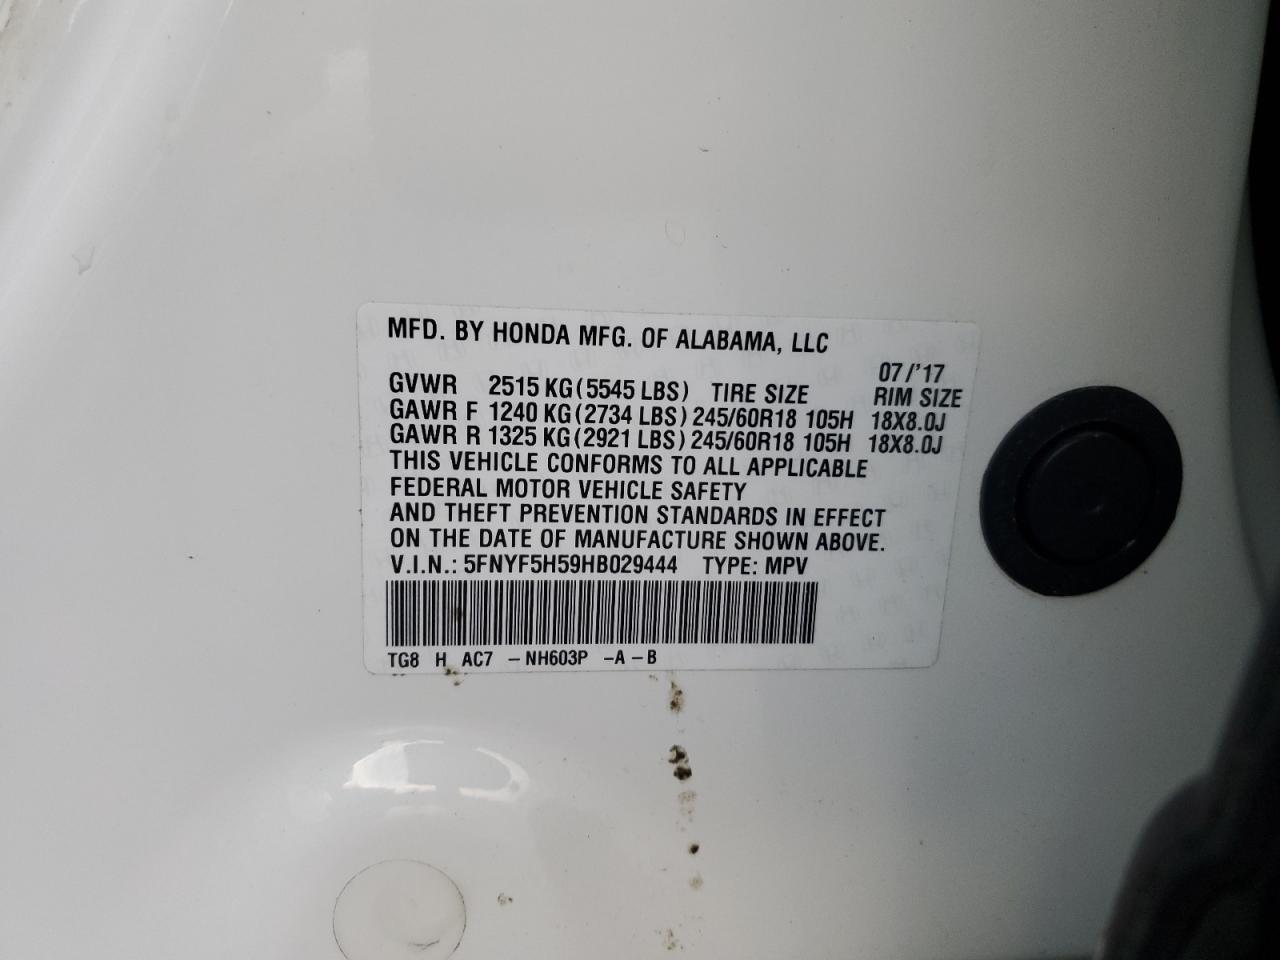 MFD. BY HONDA MFG. OF ALABAMA, LLC
07/'17
GVWR 2515 KG (5545 LBS) TIRE SIZE RIM SIZE
GAWR F 1240 KG (2734 LBS) 245/60R18 105H 18X8.0J
GAWR R 1325 KG (2921 LBS) 245/60R18 105H 18X8.0J
THIS VEHICLE CONFORMS TO ALL APPLICABLE
FEDERAL MOTOR VEHICLE SAFETY
AND THEFT PREVENTION STANDARDS IN EFFECT
ON THE DATE OF MANUFACTURE SHOWN ABOVE.
V.I.N.: 5FNYF5H59HB029444 TYPE: MPV
TG8 H AC7 -NH603P -A-B